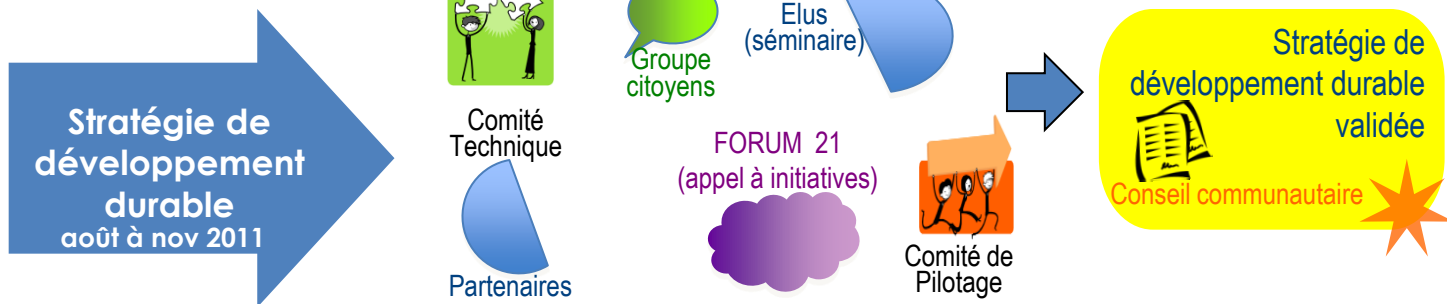 Stratégie de
développement
durable
août à nov 2011
Comité
Technique
Partenaires
Groupe
citoyens
Elus
(séminaire)
FORUM 21
(appel à initiatives)
Comité de
Pilotage
Stratégie de
développement durable
validée
Conseil communautaire